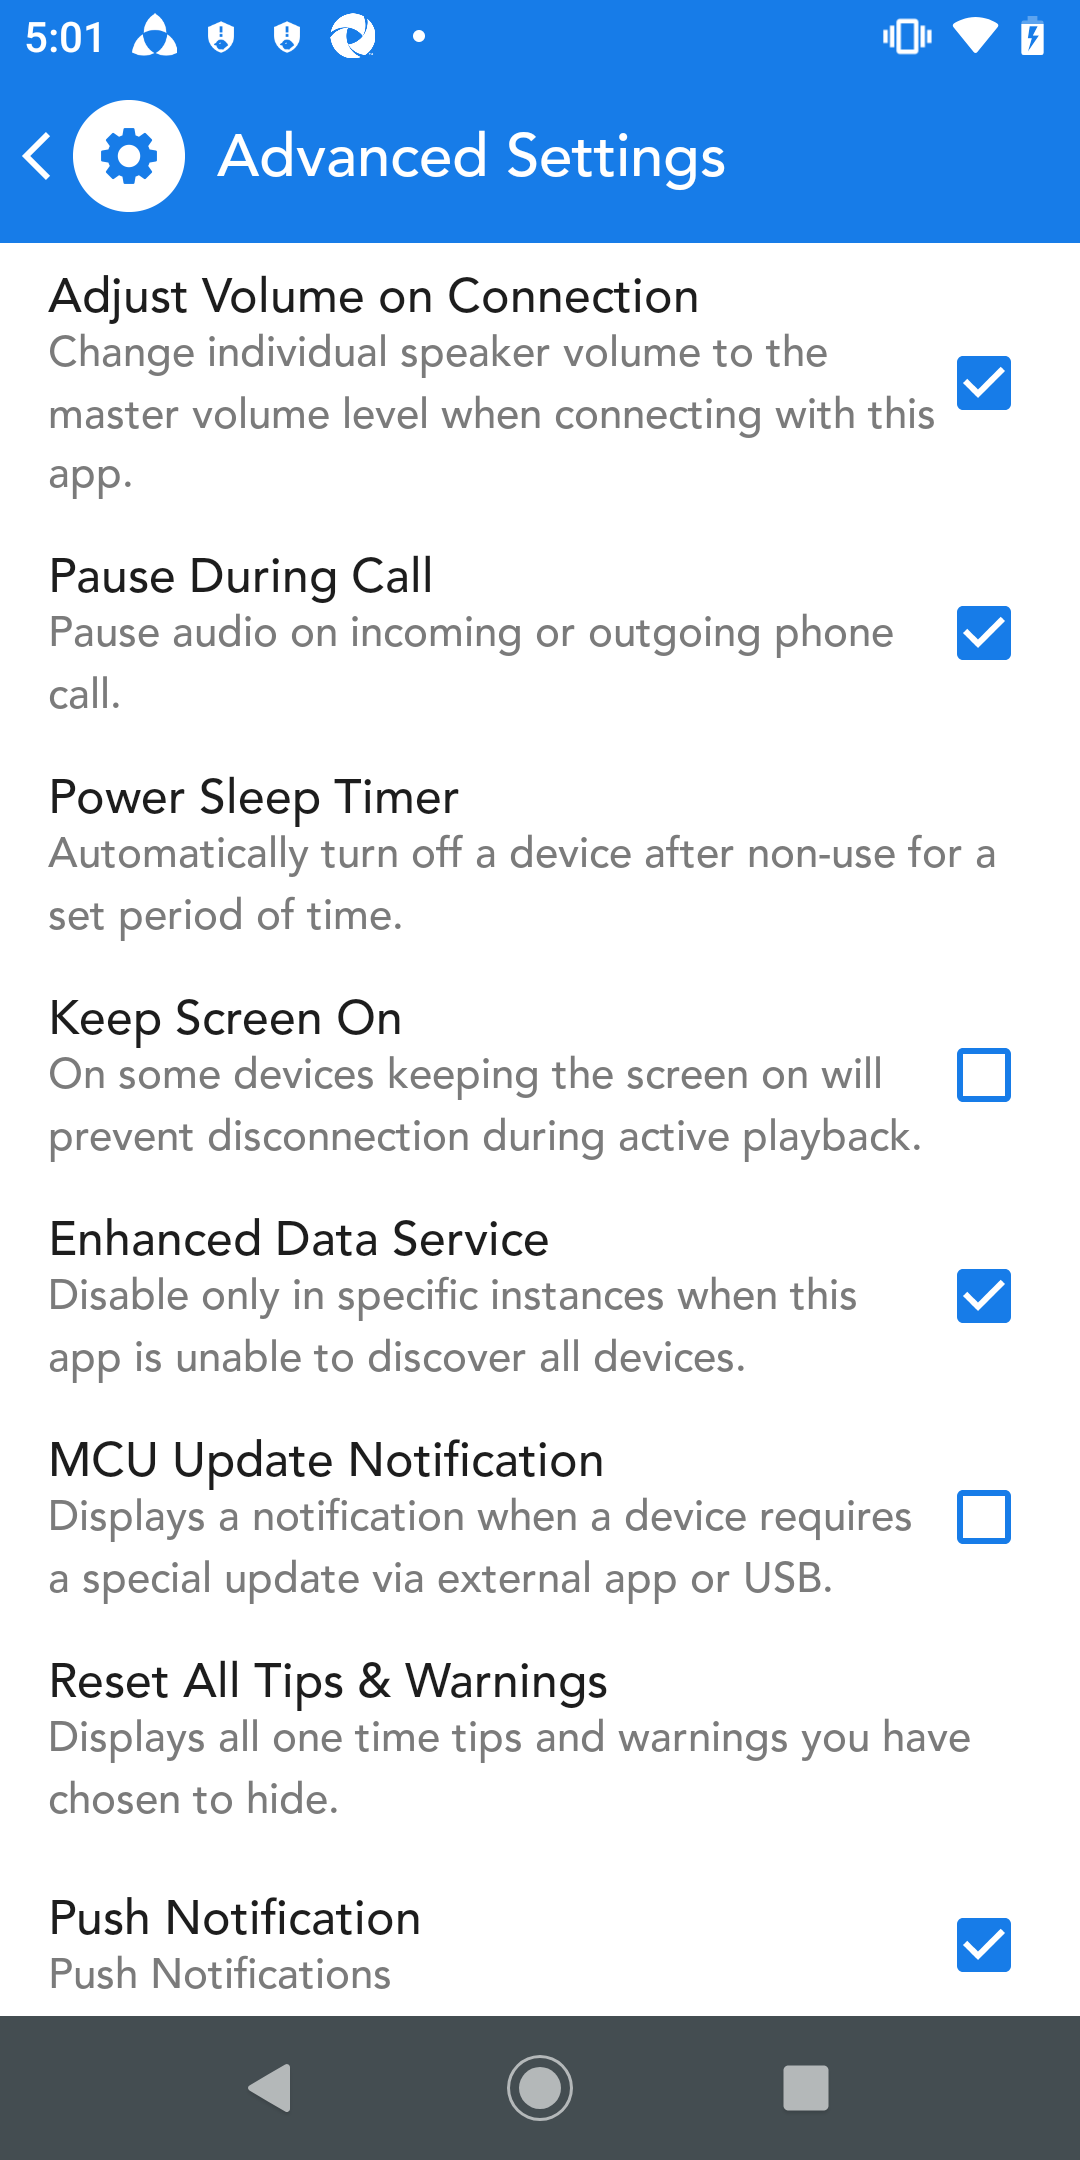 5:01
Advanced Settings
Adjust Volume on Connection
Change individual speaker volume to the
master volume level when connecting with this
app.
Pause During Call
Pause audio on incoming or outgoing phone
call.
Power Sleep Timer
Automatically turn off a device after non-use for a
set period of time.
Keep Screen On
On some devices keeping the screen on will
prevent disconnection during active playback.
Enhanced Data Service
Disable only in specific instances when this
app is unable to discover all devices.
MCU Update Notification
Displays a notification when a device requires
a special update via external app or USB.
Reset All Tips & Warnings
Displays all one time tips and warnings you have
chosen to hide.
Push Notification
Push Notifications